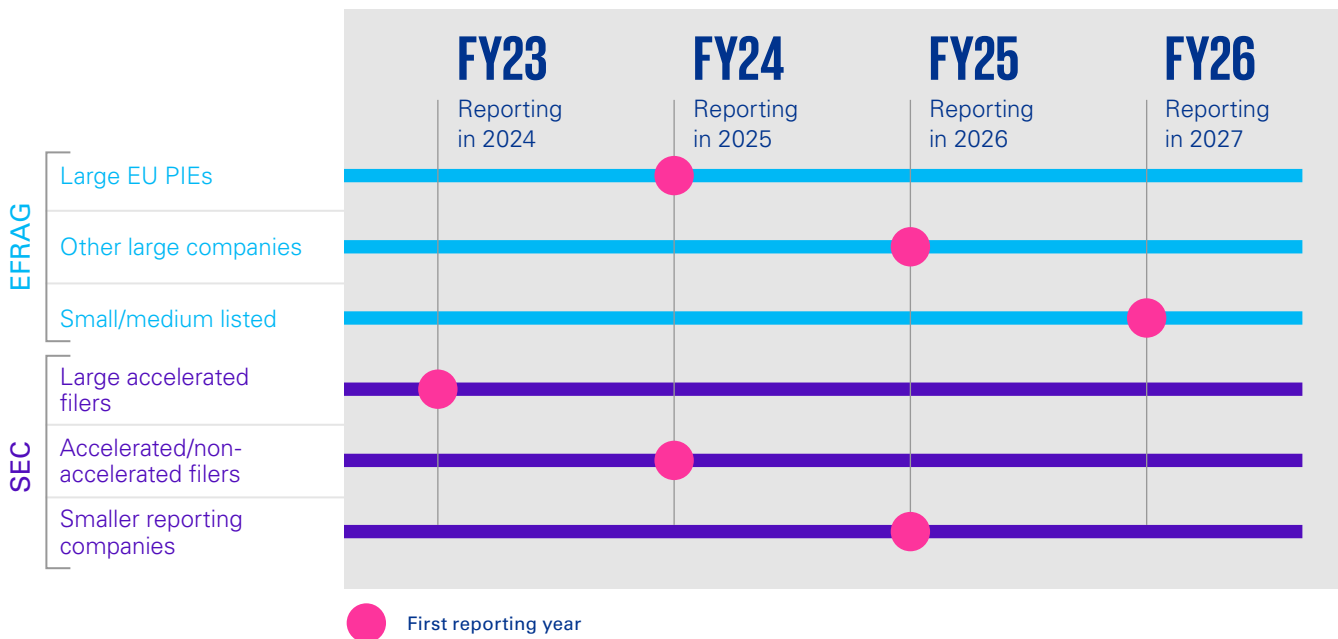 FY23
Reporting
in 2024
FY24
Reporting
in 2025
FY25
Reporting
in 2026
FY26
Reporting
in 2027
EFRAG
Large EU PIEs
Other large companies
Small/medium listed
SEC
Large accelerated
filers
Accelerated/non-
accelerated filers
Smaller reporting
companies
First reporting year